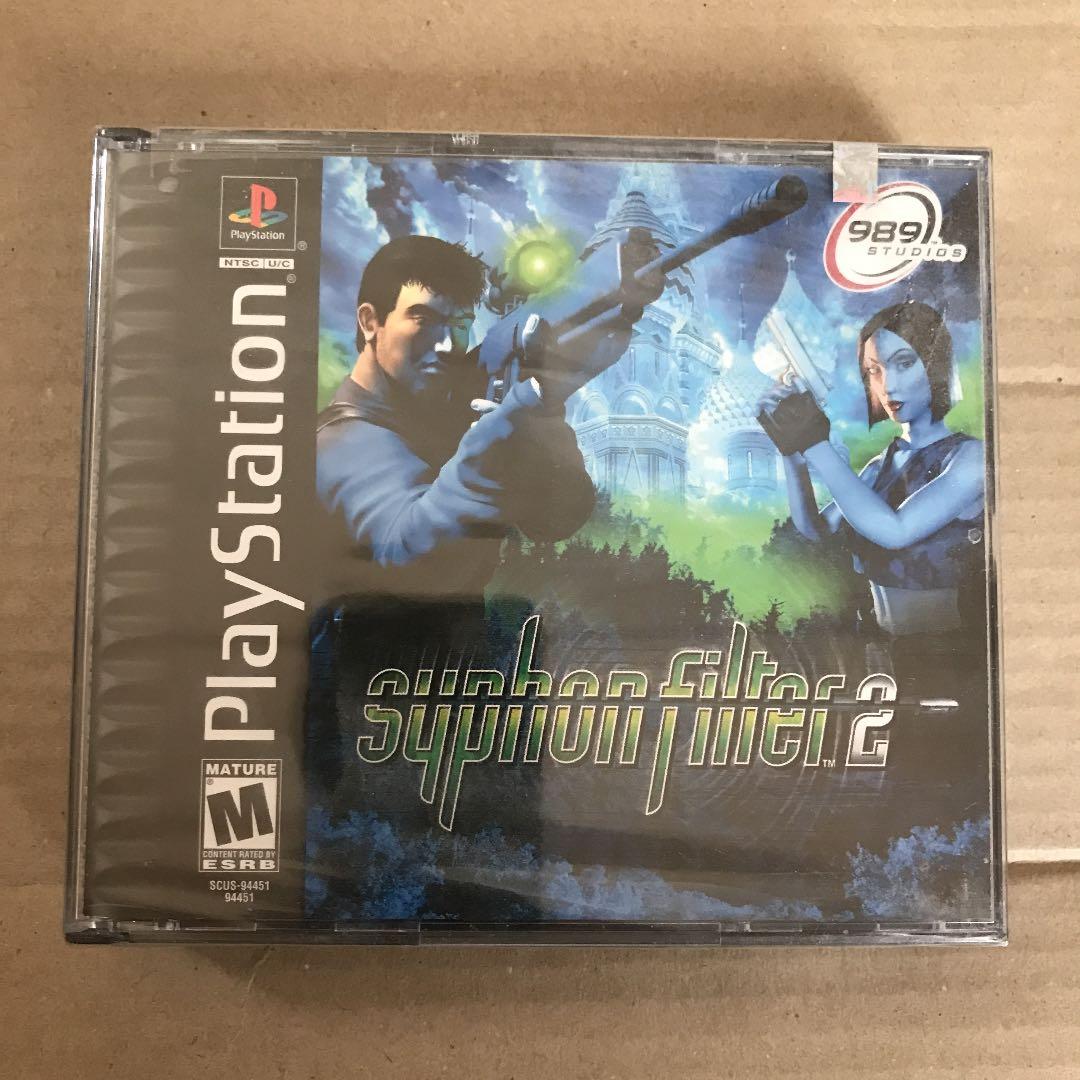 PlayStation
NTSC U/C
PlayStation
989 STUDIOS
syphon filter 2
MATURE
M
CONTENT RATED BY
ESRB
SCUS-94451
94451